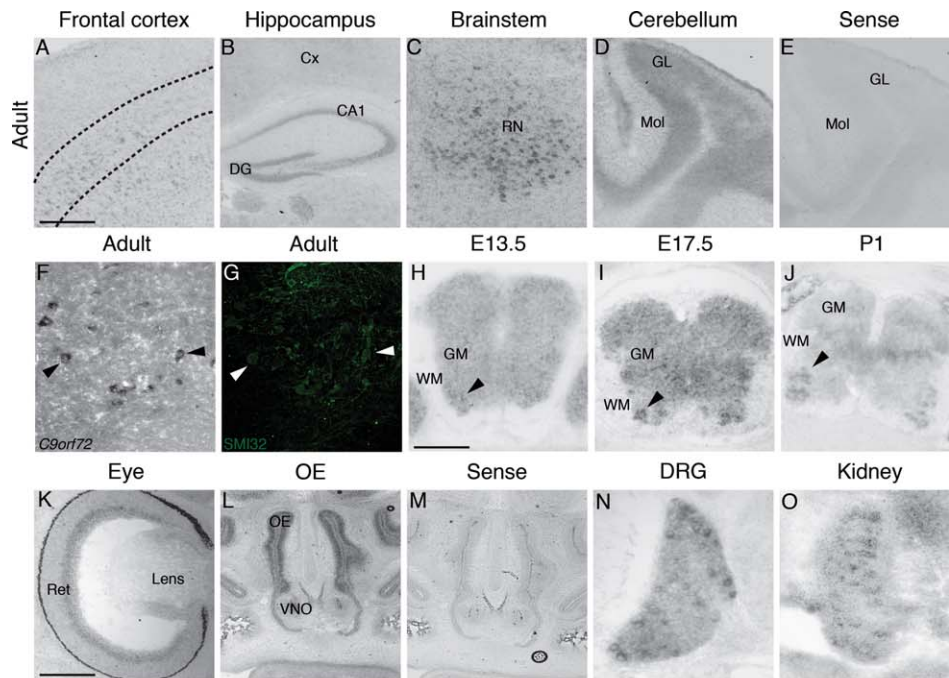 Frontal cortex Hippocampus Brainstem Cerebellum Sense
Adult
A B C D E
Cx
CA1
DG
RN
GL
Mol
GL
Mol
Adult Adult E13.5 E17.5 P1
F G H I J
C9orf72
SMI32
GM
WM
GM
WM
GM
WM
Eye OE Sense DRG Kidney
K L M N O
Ret
Lens
OE
VNO